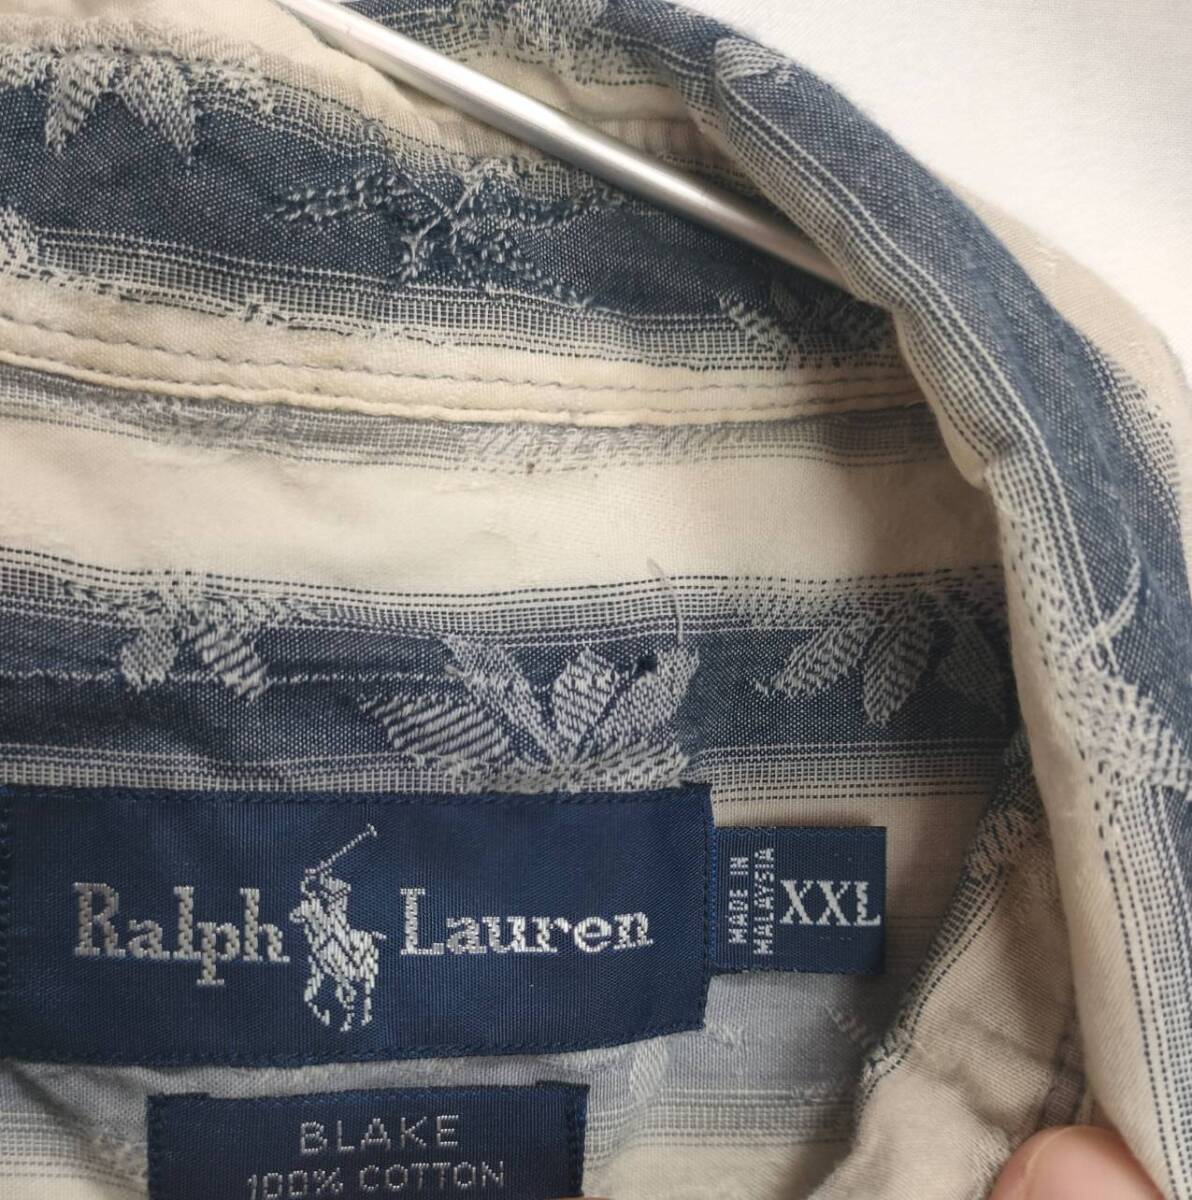 Ralph Lauren
MADE IN
MALAYSIA
XXL
BLAKE
100% COTTON